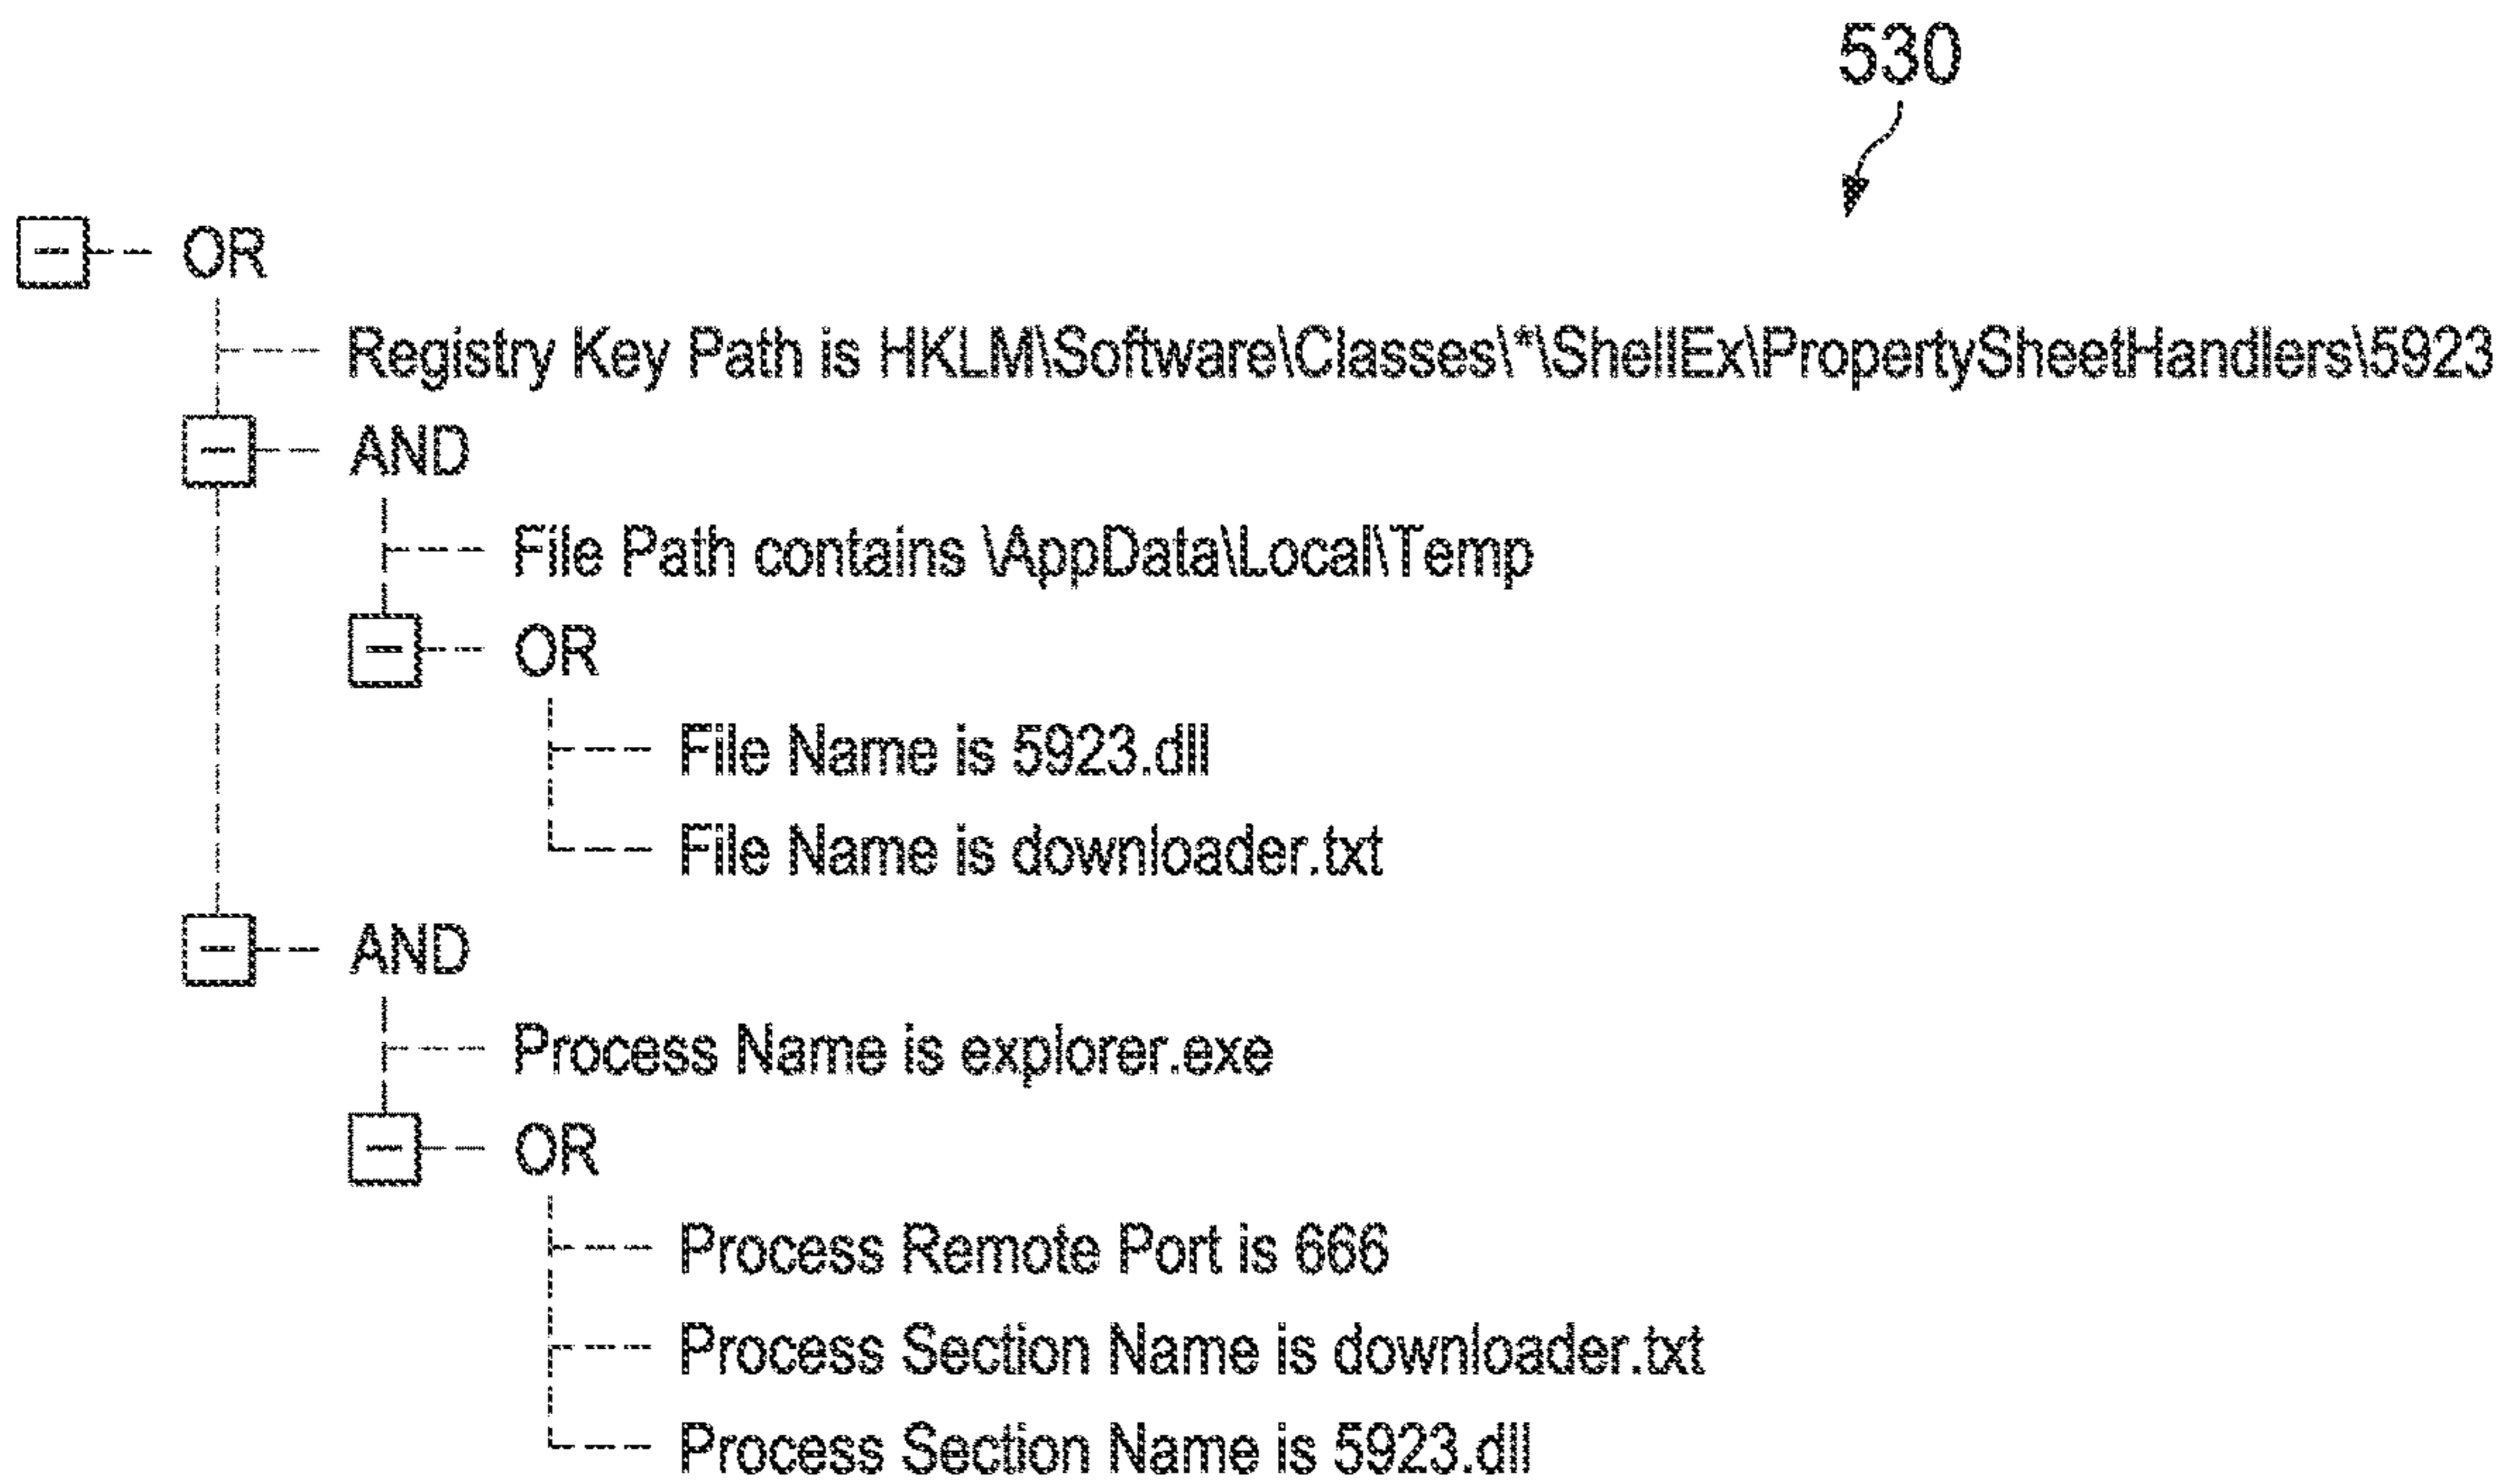 530
OR
Registry Key Path is HKLM\Software\Classes\*\ShellEx\PropertySheetHandlers\5923
AND
File Path contains \AppData\Local\Temp
OR
File Name is 5923.dll
File Name is downloader.txt
AND
Process Name is explorer.exe
OR
Process Remote Port is 666
Process Section Name is downloader.txt
Process Section Name is 5923.dll